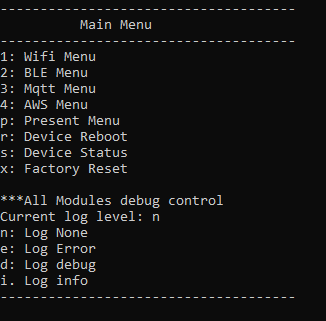 -------------------------------------
Main Menu
-------------------------------------
1: Wifi Menu
2: BLE Menu
3: Mqtt Menu
4: AWS Menu
p: Present Menu
r: Device Reboot
s: Device Status
x: Factory Reset
***All Modules debug control
Current log level: n
n: Log None
e: Log Error
d: Log debug
i. Log info
-------------------------------------